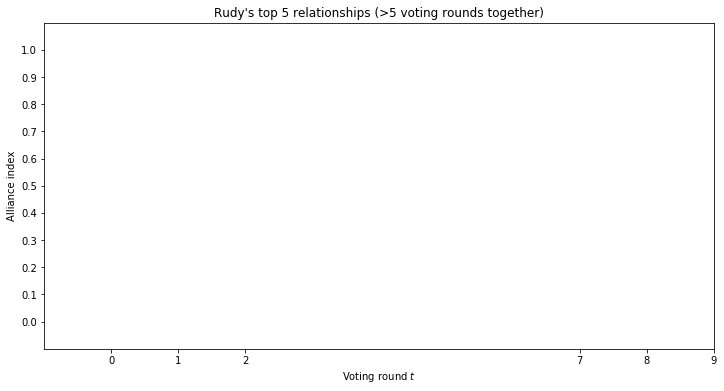 Rudy's top 5 relationships (>5 voting rounds together)
1.0
0.9
0.8
0.7
0.6
0.5
0.4
0.3
0.2
0.1
0.0
Alliance index
0 1 2 7 8 9
Voting round t